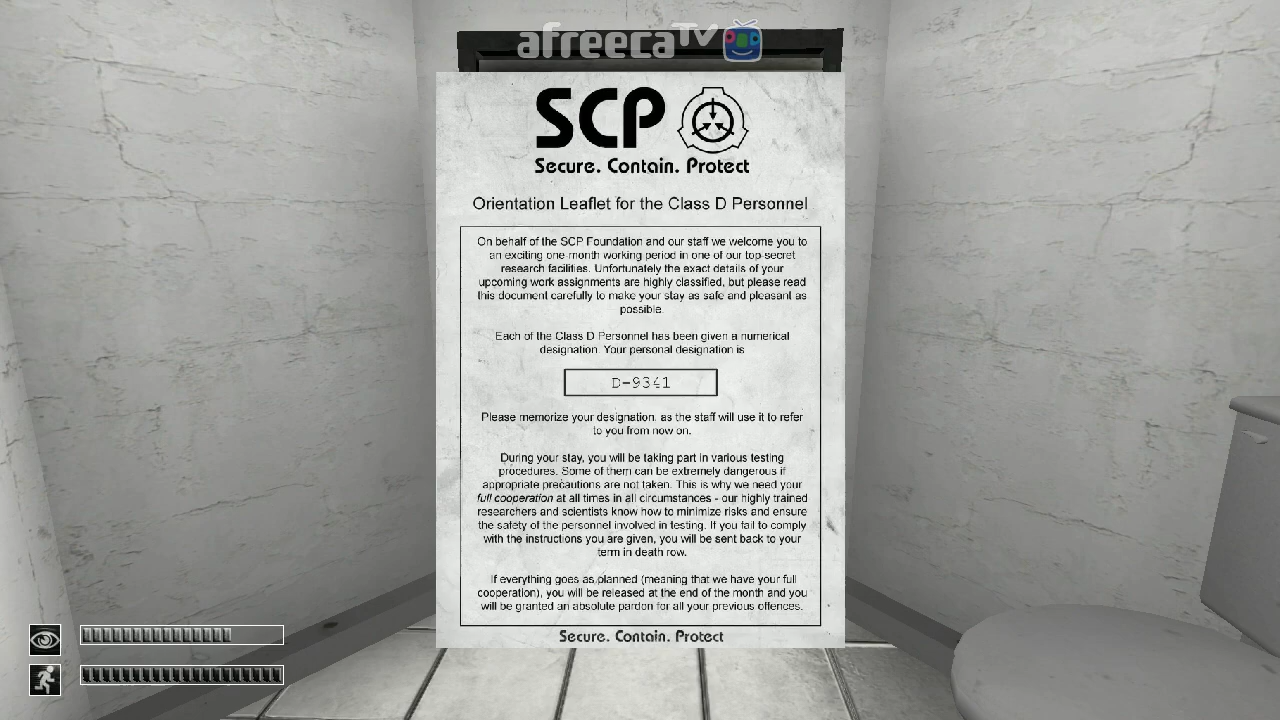 afreecaTV
SCP
Secure. Contain. Protect
Orientation Leaflet for the Class D Personnel
On behalf of the SCP Foundation and our staff we welcome you to
an exciting one-month working period in one of our top-secret
research facilities. Unfortunately the exact details of your
upcoming work assignments are highly classified, but please read
this document carefully to make your stay as safe and pleasant as
possible.
Each of the Class D Personnel has been given a numerical
designation. Your personal designation is
D-9341
Please memorize your designation, as the staff will use it to refer
to you from now on.
During your stay, you will be taking part in various testing
procedures. Some of them can be extremely dangerous if
appropriate precautions are not taken. This is why we need your
full cooperation at all times in all circumstances - our highly trained
researchers and scientists know how to minimize risks and ensure
the safety of the personnel involved in testing. If you fail to comply
with the instructions you are given, you will be sent back to your
term in death row.
If everything goes as planned (meaning that we have your full
cooperation), you will be released at the end of the month and you
will be granted an absolute pardon for all your previous offences.
Secure. Contain. Protect